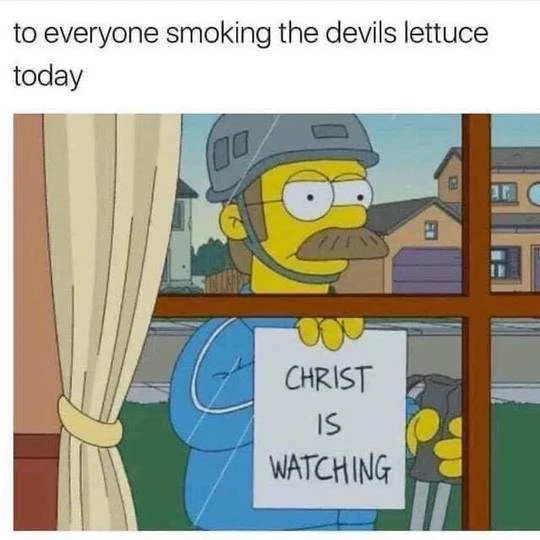 to everyone smoking the devils lettuce
today
CHRIST
IS
WATCHING